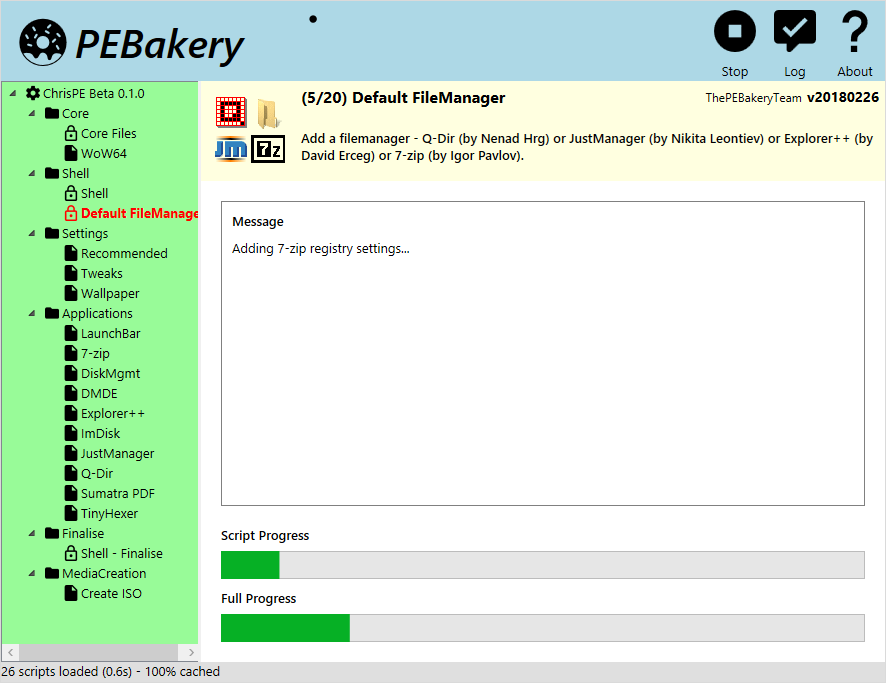 PEBakery
Stop
Log
About
ChrisPE Beta 0.1.0
Core
Core Files
WoW64
Shell
Shell
Default FileManage
Settings
Recommended
Tweaks
Wallpaper
Applications
LaunchBar
7-zip
DiskMgmt
DMDE
Explorer++
ImDisk
JustManager
Q-Dir
Sumatra PDF
TinyHexer
Finalise
Shell - Finalise
MediaCreation
Create ISO
JM
7z
(5/20) Default FileManager
ThePEBakeryTeam v20180226
Add a filemanager - Q-Dir (by Nenad Hrg) or JustManager (by Nikita Leontiev) or Explorer++ (by
David Erceg) or 7-zip (by Igor Pavlov).
Message
Adding 7-zip registry settings...
Script Progress
Full Progress
26 scripts loaded (0.6s) - 100% cached